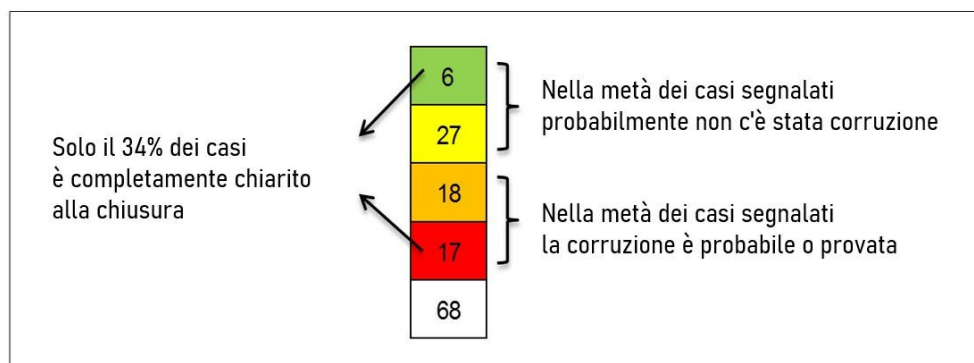 Solo il 34% dei casi
è completamente chiarito
alla chiusura
6
27
18
17
68
Nella metà dei casi segnalati
probabilmente non c'è stata corruzione
Nella metà dei casi segnalati
la corruzione è probabile o provata